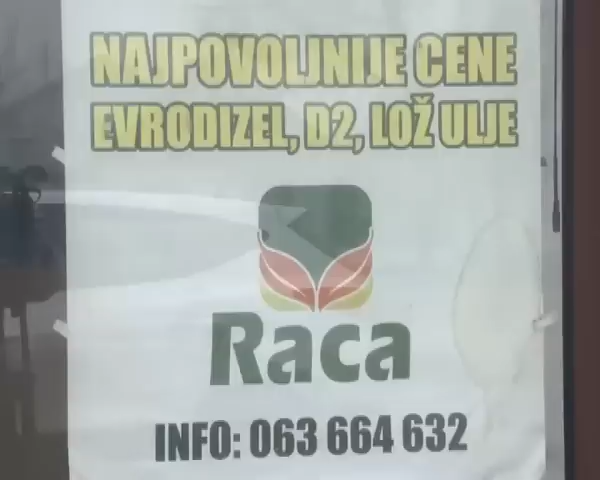 NAJPOVOLJNIJE CENE
EVRODIZEL, D2, LOŽ ULJE
Raca
INFO: 063 664 632